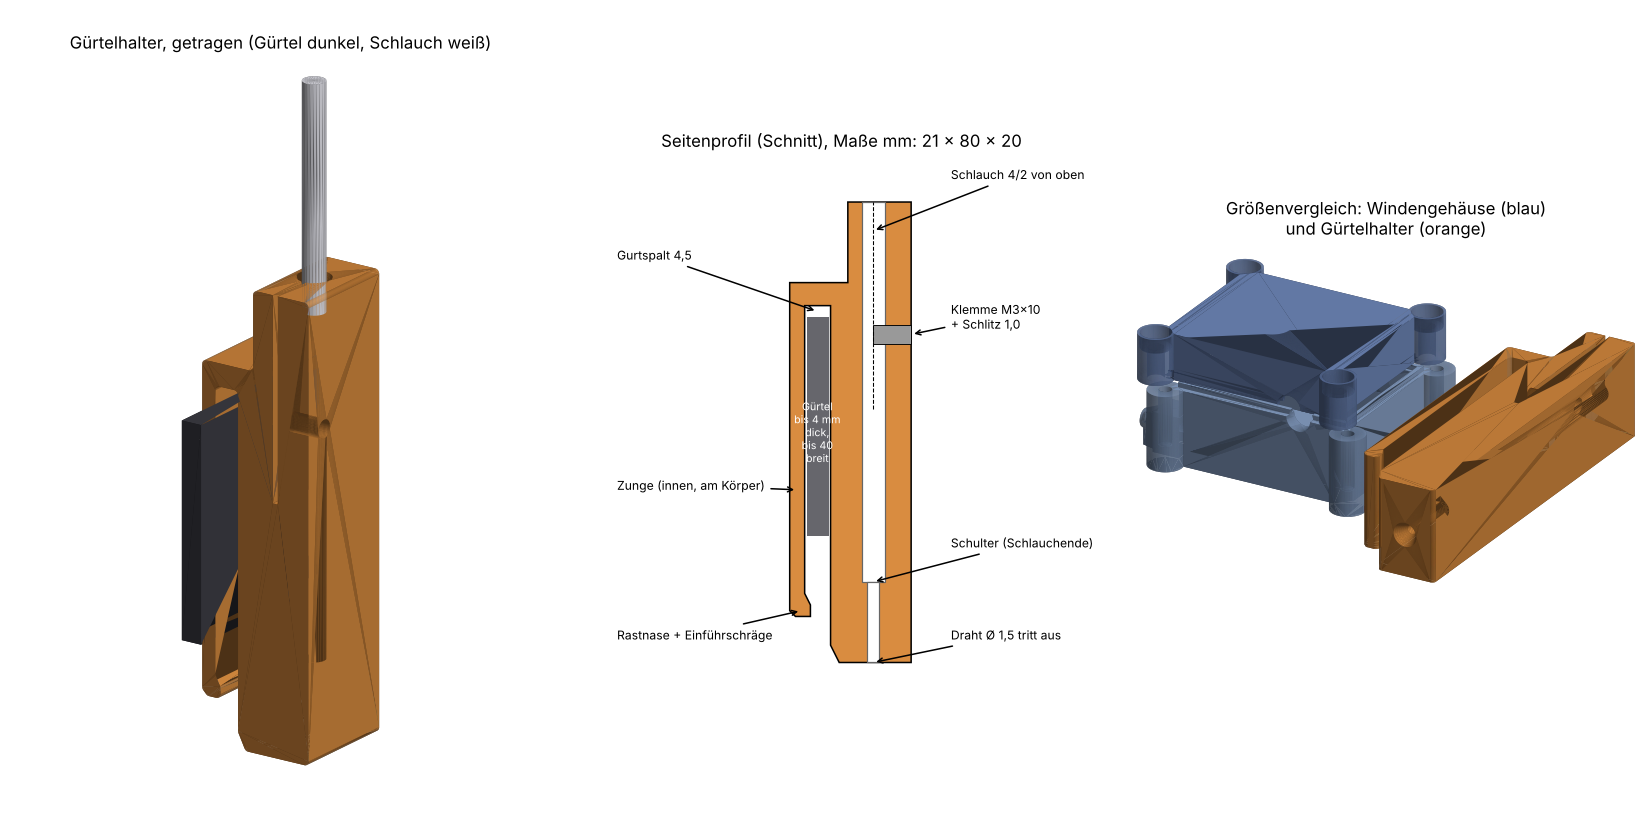 Gürtelhalter, getragen (Gürtel dunkel, Schlauch weiß)
Seitenprofil (Schnitt), Maße mm: 21 × 80 × 20
Schlauch 4/2 von oben
Gurtspalt 4,5
Klemme M3×10
+ Schlitz 1,0
Gürtel
bis 4 mm
dick,
bis 40
breit
Zunge (innen, am Körper)
Schulter (Schlauchende)
Rastnase + Einführschräge
Draht Ø 1,5 tritt aus
Größenvergleich: Windengehäuse (blau)
und Gürtelhalter (orange)